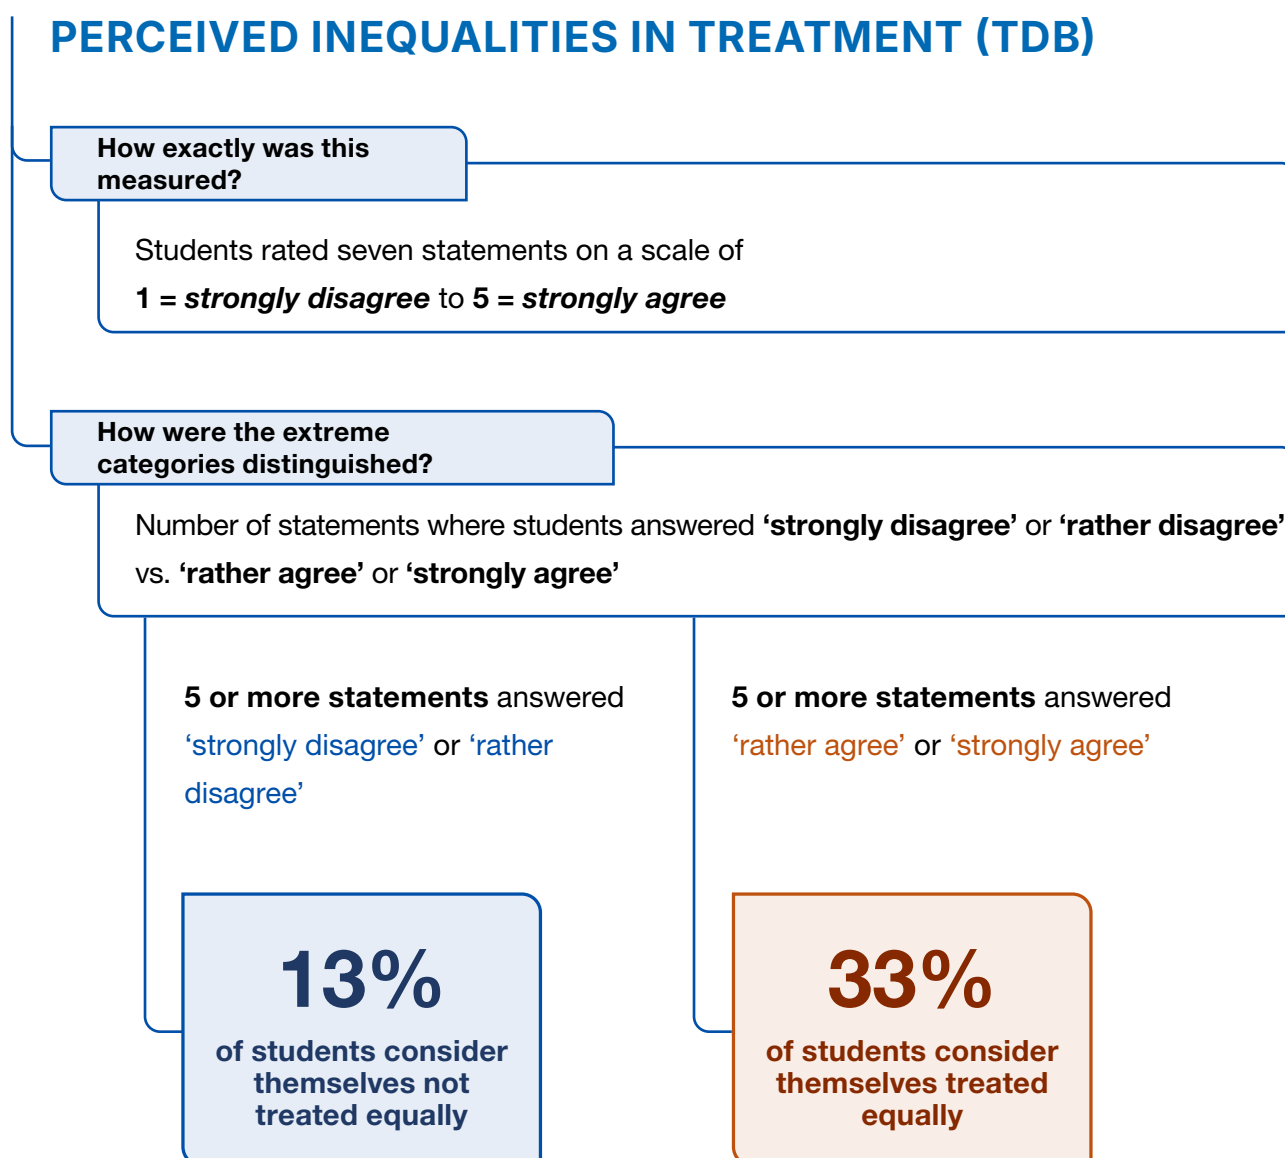 PERCEIVED INEQUALITIES IN TREATMENT (TDB)
How exactly was this
measured?
Students rated seven statements on a scale of
1 = strongly disagree to 5 = strongly agree
How were the extreme
categories distinguished?
Number of statements where students answered ‘strongly disagree’ or ‘rather disagree’
vs. ‘rather agree’ or ‘strongly agree’
5 or more statements answered
‘strongly disagree’ or ‘rather
disagree’
13%
of students consider
themselves not
treated equally
5 or more statements answered
‘rather agree’ or ‘strongly agree’
33%
of students consider
themselves treated
equally